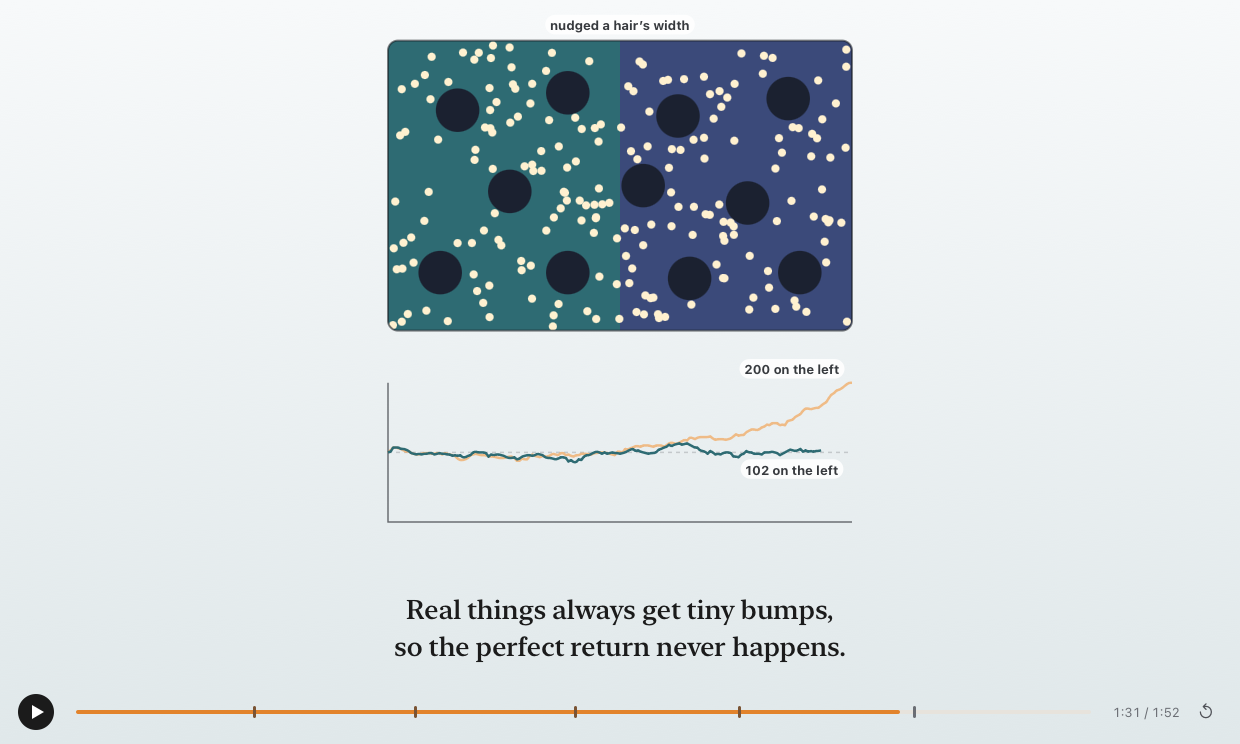 nudged a hair’s width
200 on the left
102 on the left
Real things always get tiny bumps,
so the perfect return never happens.
1:31 / 1:52